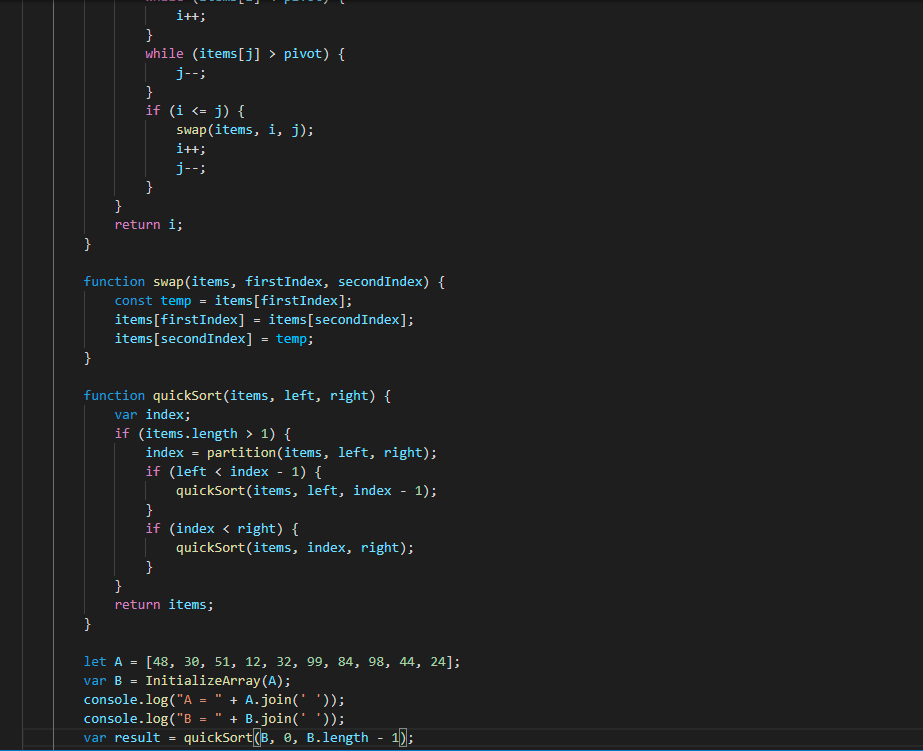 i++;
}
while (items[j] > pivot) {
j--;
}
if (i <= j) {
swap(items, i, j);
i++;
j--;
}
}
return i;
}
function swap(items, firstIndex, secondIndex) {
const temp = items[firstIndex];
items[firstIndex] = items[secondIndex];
items[secondIndex] = temp;
}
function quickSort(items, left, right) {
var index;
if (items.length > 1) {
index = partition(items, left, right);
if (left < index - 1) {
quickSort(items, left, index - 1);
}
if (index < right) {
quickSort(items, index, right);
}
}
return items;
}
let A = [48, 30, 51, 12, 32, 99, 84, 98, 44, 24];
var B = InitializeArray(A);
console.log("A = " + A.join(' '));
console.log("B = " + B.join(' '));
var result = quickSort(B, 0, B.length - 1);